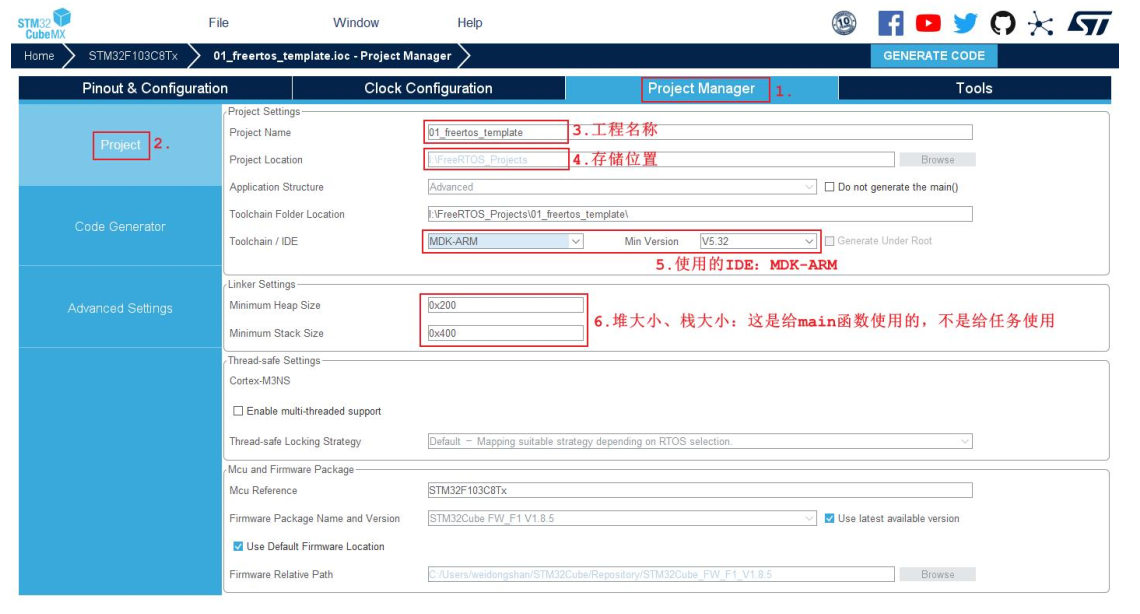 STM32 CubeMX
File Window Help
10
ST
Home STM32F103C8Tx 01_freertos_template.ioc - Project Manager GENERATE CODE
Pinout & Configuration Clock Configuration Project Manager 1. Tools
Project 2.
Code Generator
Advanced Settings
Project Settings
Project Name 01_freertos_template 3.工程名称
Project Location I:\FreeRTOS_Projects 4.存储位置 Browse
Application Structure Advanced Do not generate the main()
Toolchain Folder Location I:\FreeRTOS_Projects\01_freertos_template\
Toolchain / IDE MDK-ARM Min Version V5.32 Generate Under Root
5.使用的IDE: MDK-ARM
Linker Settings
Minimum Heap Size 0x200
6.堆大小、栈大小: 这是给main函数使用的, 不是给任务使用
Minimum Stack Size 0x400
Thread-safe Settings
Cortex-M3NS
Enable multi-threaded support
Thread-safe Locking Strategy Default － Mapping suitable strategy depending on RTOS selection.
Mcu and Firmware Package
Mcu Reference STM32F103C8Tx
Firmware Package Name and Version STM32Cube FW_F1 V1.8.5 Use latest available version
Use Default Firmware Location
Firmware Relative Path C:/Users/weidongshan/STM32Cube/Repository/STM32Cube_FW_F1_V1.8.5 Browse